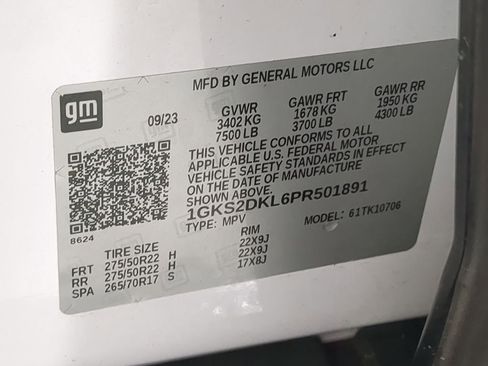 MFD BY GENERAL MOTORS LLC
gm
09/23
GVWR
3402 KG
7500 LB
GAWR FRT
1678 KG
3700 LB
GAWR RR
1950 KG
4300 LB
THIS VEHICLE CONFORMS TO ALL
APPLICABLE U.S. FEDERAL MOTOR
VEHICLE SAFETY STANDARDS IN EFFECT
ON THE DATE OF MANUFACTURE
SHOWN ABOVE.
1GKS2DKL6PR501891
TYPE: MPV
MODEL: 61TK10706
8624
TIRE SIZE
RIM
FRT 275/50R22 H 22X9J
RR 275/50R22 H 22X9J
SPA 265/70R17 S 17X8J